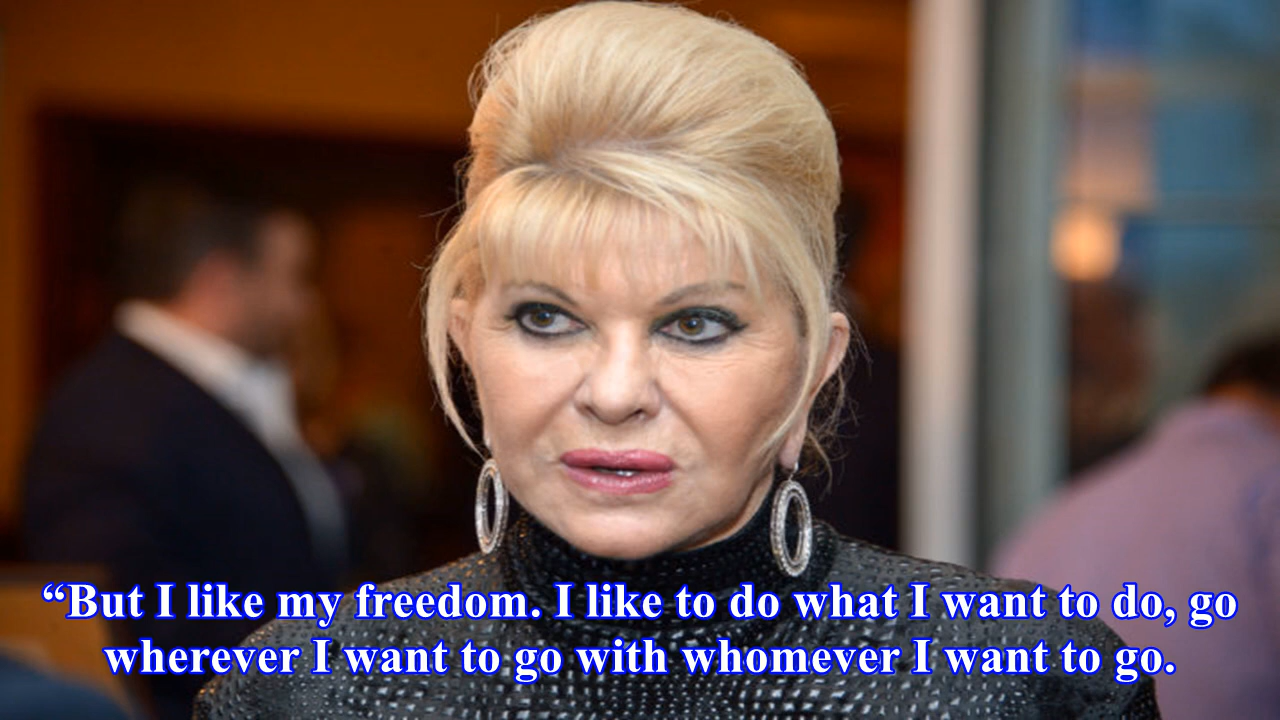 “But I like my freedom. I like to do what I want to do, go
wherever I want to go with whomever I want to go.